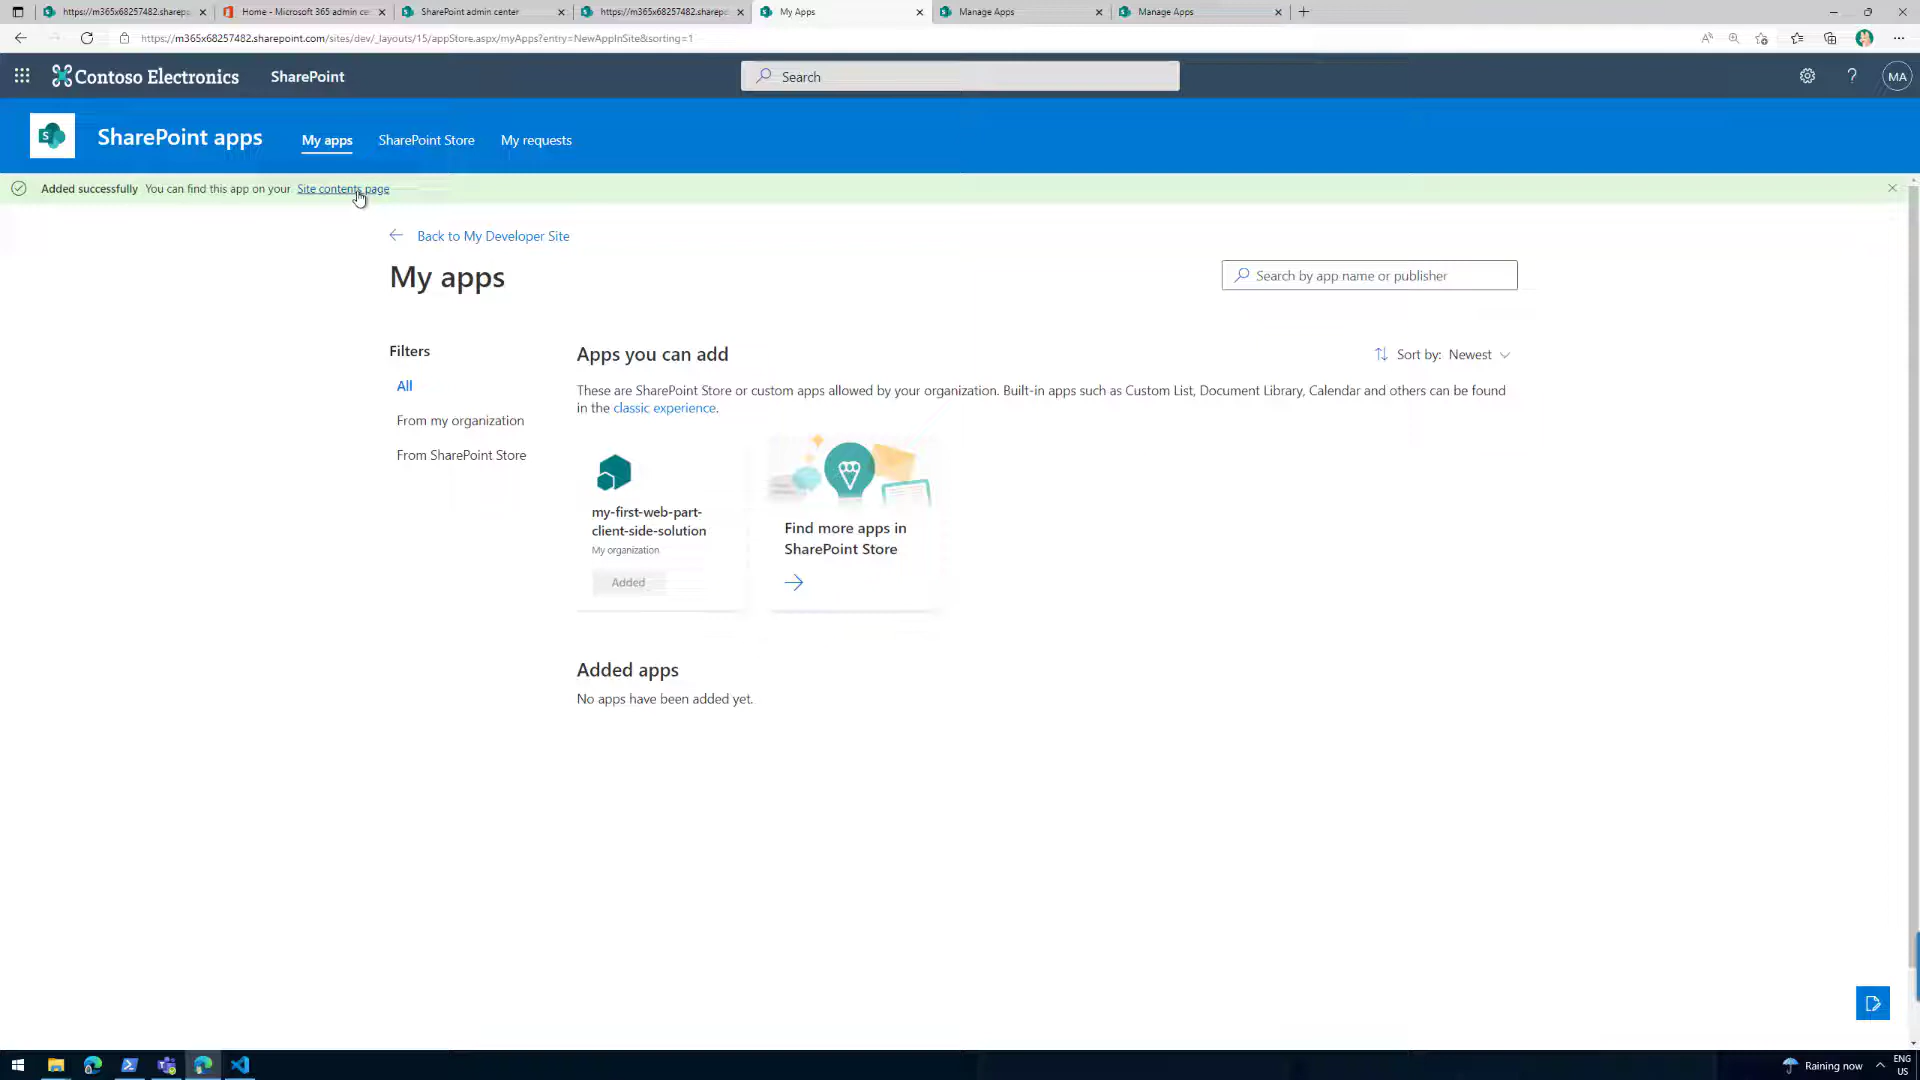 https://m365x68257482.sharepo
Home - Microsoft 365 admin ce
SharePoint admin center
https://m365x68257482.sharepo
My Apps
Manage Apps
Manage Apps
https://m365x68257482.sharepoint.com/sites/dev/_layouts/15/appStore.aspx/myApps?entry=NewAppInSite&sorting=1
Contoso Electronics
SharePoint
Search
?
MA
SharePoint apps
My apps
SharePoint Store
My requests
Added successfully You can find this app on your Site contents page
Back to My Developer Site
My apps
Search by app name or publisher
Filters
All
From my organization
From SharePoint Store
Apps you can add
Sort by: Newest
These are SharePoint Store or custom apps allowed by your organization. Built-in apps such as Custom List, Document Library, Calendar and others can be found
in the classic experience.
my-first-web-part-
client-side-solution
My organization
Added
Find more apps in
SharePoint Store
Added apps
No apps have been added yet.
Raining now
ENG
US